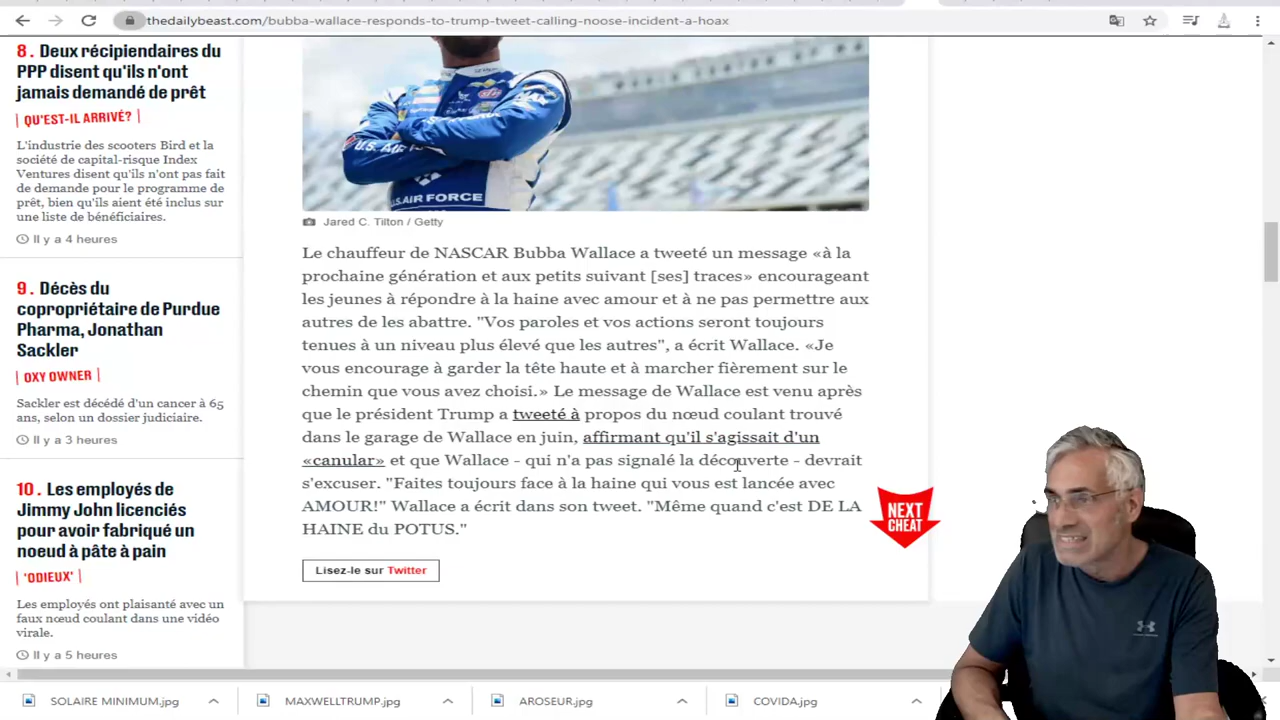 thedailybeast.com/bubba-wallace-responds-to-trump-tweet-calling-noose-incident-a-hoax
8. Deux récipiendaires du
PPP disent qu'ils n'ont
jamais demandé de prêt
QU'EST-IL ARRIVÉ?
L'industrie des scooters Bird et la
société de capital-risque Index
Ventures disent qu'ils n'ont pas fait
de demande pour le programme de
prêt, bien qu'ils aient été inclus sur
une liste de bénéficiaires.
Il y a 4 heures
9. Décès du
copropriétaire de Purdue
Pharma, Jonathan
Sackler
OXY OWNER
Sackler est décédé d'un cancer à 65
ans, selon un dossier judiciaire.
Il y a 3 heures
10. Les employés de
Jimmy John licenciés
pour avoir fabriqué un
noeud à pâte à pain
'ODIEUX'
Les employés ont plaisanté avec un
faux nœud coulant dans une vidéo
virale.
Il y a 5 heures
U.S. AIR FORCE
Jared C. Tilton / Getty
Le chauffeur de NASCAR Bubba Wallace a tweeté un message «à la
prochaine génération et aux petits suivant [ses] traces» encourageant
les jeunes à répondre à la haine avec amour et à ne pas permettre aux
autres de les abattre. "Vos paroles et vos actions seront toujours
tenues à un niveau plus élevé que les autres", a écrit Wallace. «Je
vous encourage à garder la tête haute et à marcher fièrement sur le
chemin que vous avez choisi.» Le message de Wallace est venu après
que le président Trump a tweeté à propos du nœud coulant trouvé
dans le garage de Wallace en juin, affirmant qu'il s'agissait d'un
«canular» et que Wallace - qui n'a pas signalé la découverte - devrait
s'excuser. "Faites toujours face à la haine qui vous est lancée avec
AMOUR!" Wallace a écrit dans son tweet. "Même quand c'est DE LA
HAINE du POTUS."
Lisez-le sur Twitter
NEXT
CHEAT
UNDER ARMOUR
SOLAIRE MINIMUM.jpg
MAXWELLTRUMP.jpg
AROSEUR.jpg
COVIDA.jpg